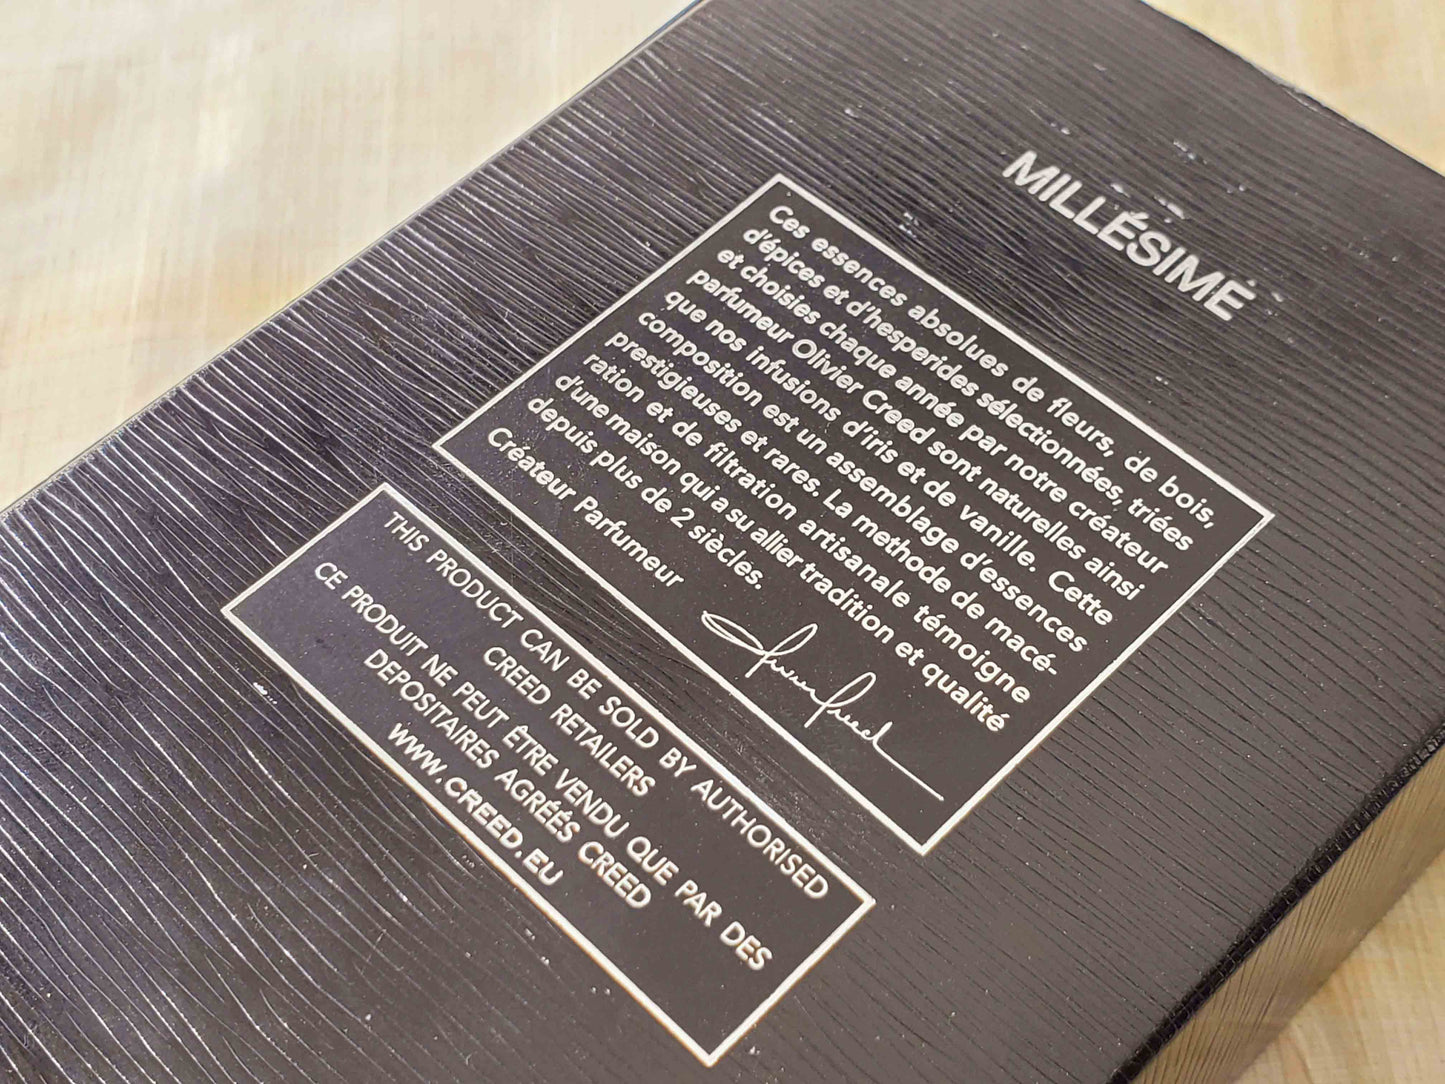 MILLÉSIME
Ces essences absolues de fleurs, de bois,
d'épices et d'hesperides sélectionnées, triées
et choisies chaque année par notre créateur
parfumeur Olivier Creed sont naturelles ainsi
que nos infusions d'iris et de vanille. Cette
composition est un assemblage d'essences
prestigieuses et rares. La methode de macé-
ration et de filtration artisanale témoigne
d'une maison qui a su allier tradition et qualité
depuis plus de 2 siècles.
Créateur Parfumeur
THIS PRODUCT CAN BE SOLD BY AUTHORISED
CREED RETAILERS
CE PRODUIT NE PEUT ÊTRE VENDU QUE PAR DES
DEPOSITAIRES AGRÉÉS CREED
WWW.CREED.EU